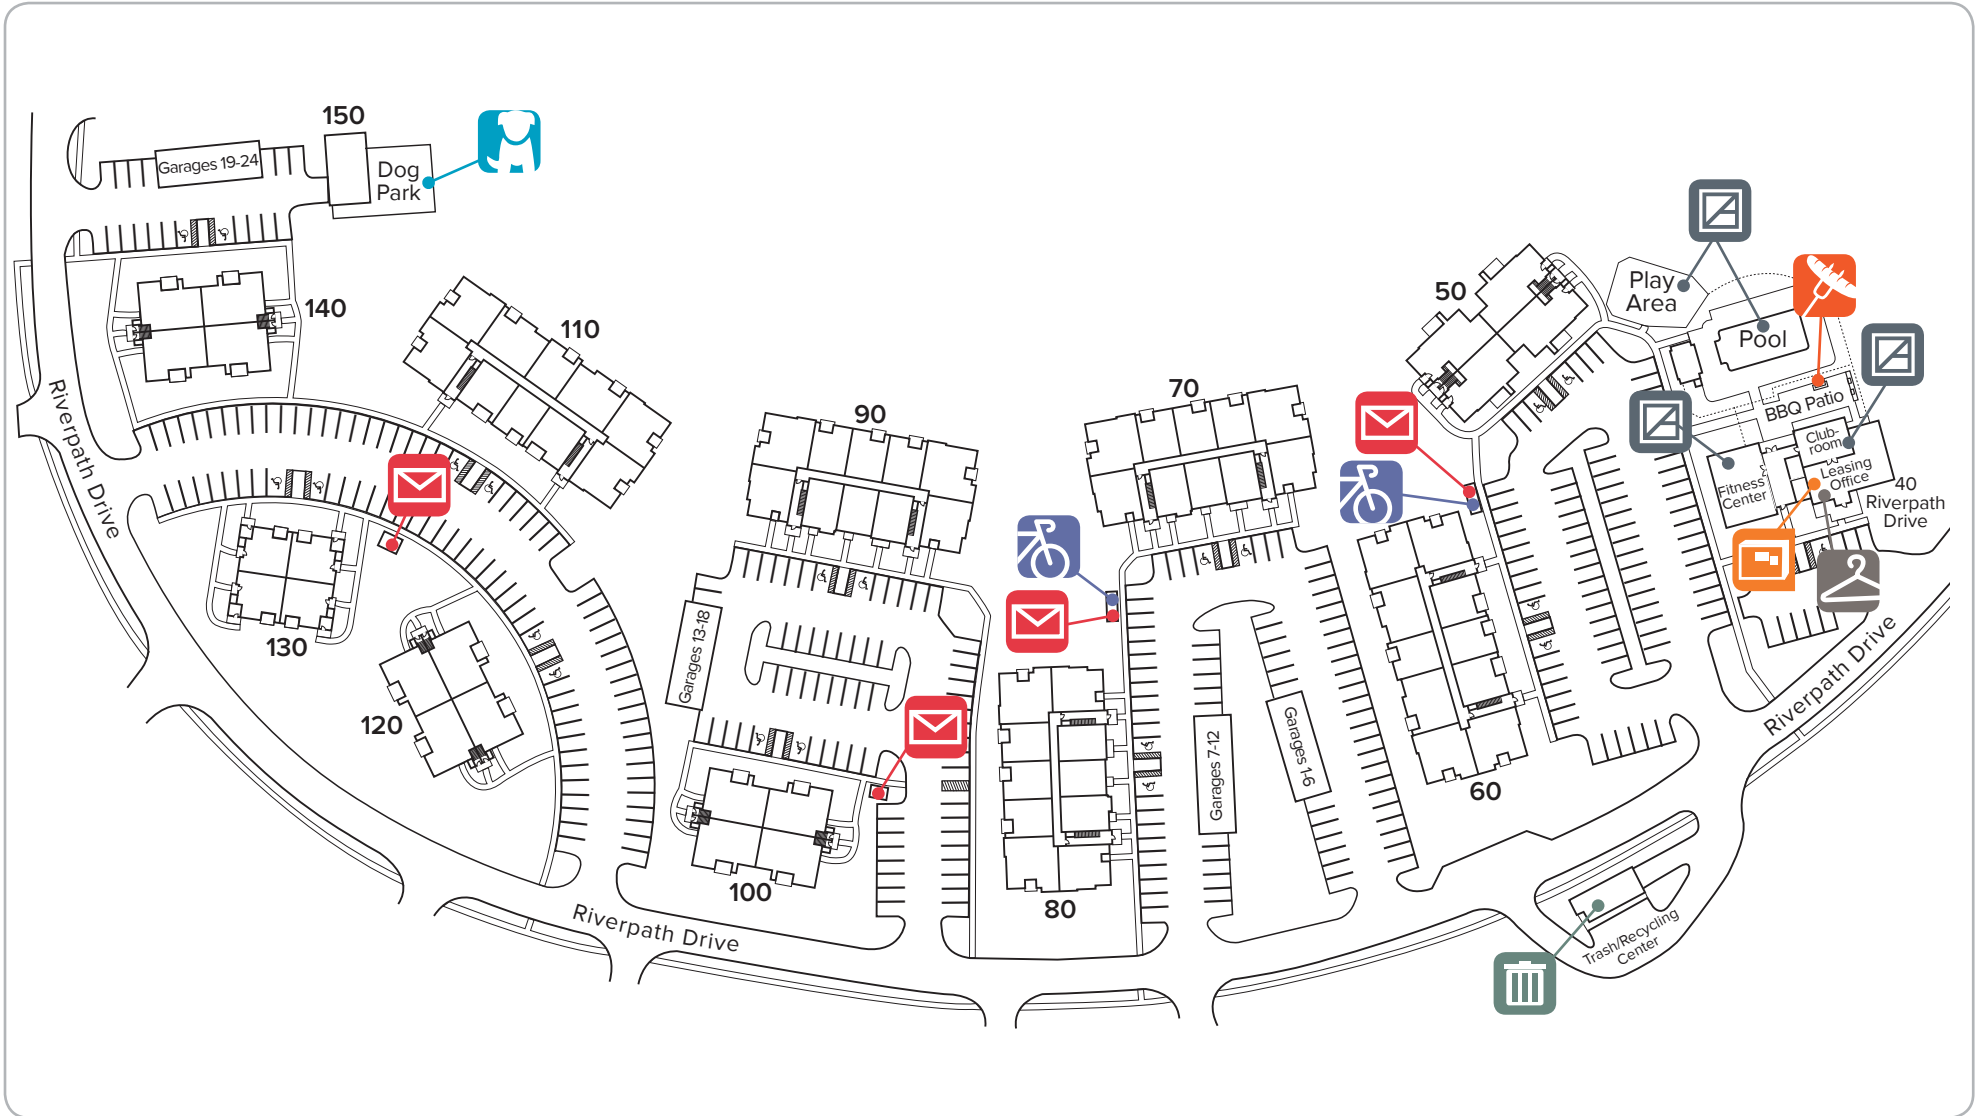 150
Garages 19-24
Dog
Park
140
110
50
Play
Area
Pool
BBQ Patio
Club-
room
Leasing
Office
Fitness
Center
40
Riverpath
Drive
70
90
Riverpath Drive
130
120
Garages 13-18
100
80
Garages 7-12
Garages 1-6
60
Riverpath Drive
Riverpath Drive
Trash/Recycling
Center